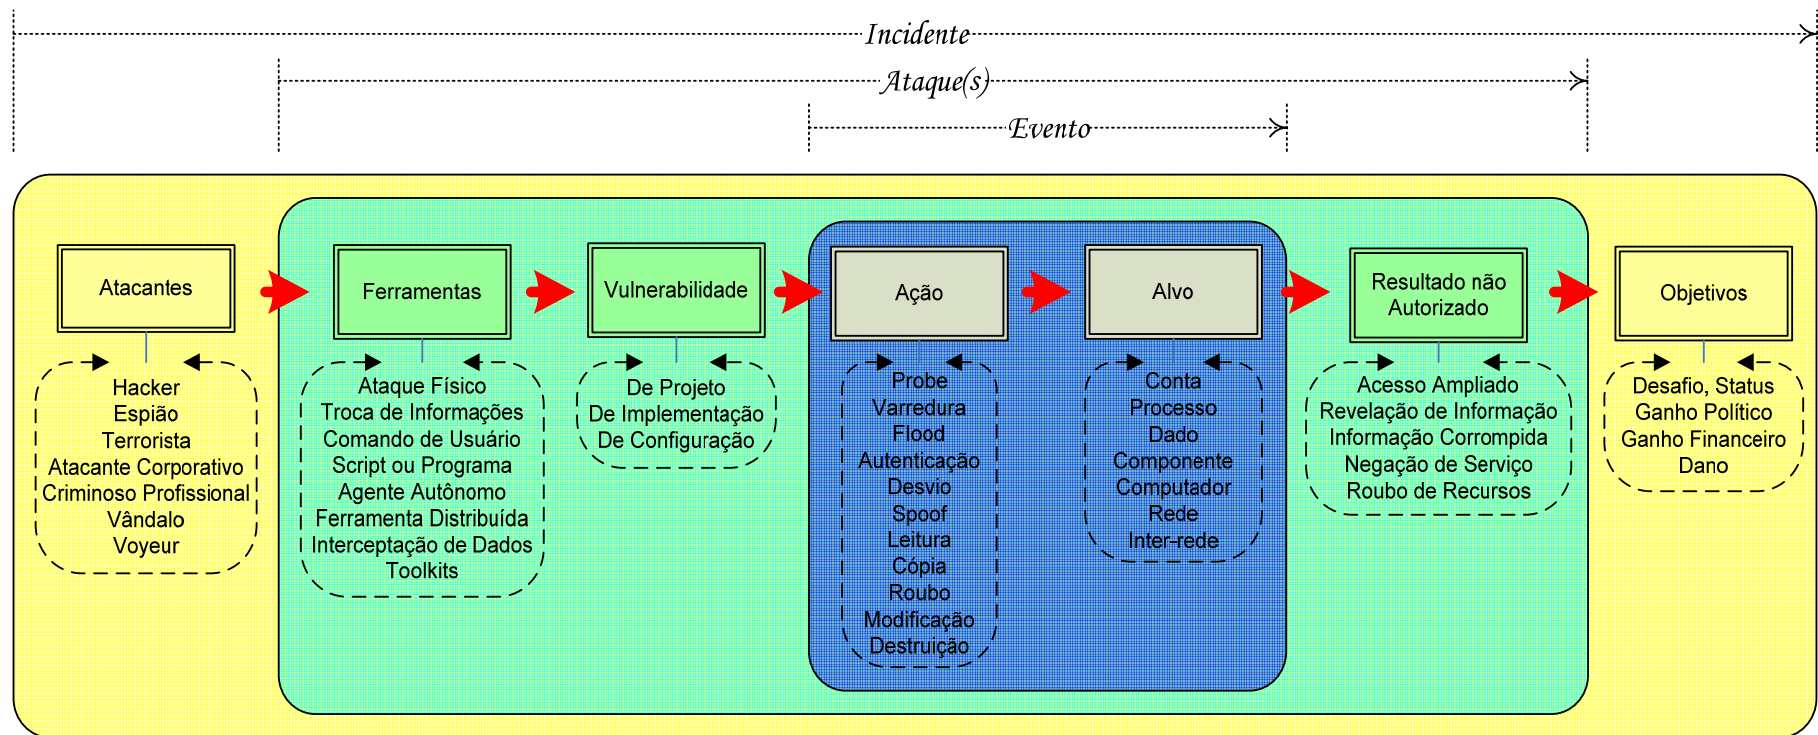 Incidente
Ataque(s)
Evento
Atacantes
Hacker
Espião
Terrorista
Atacante Corporativo
Criminoso Profissional
Vândalo
Voyeur
Ferramentas
Ataque Físico
Troca de Informações
Comando de Usuário
Script ou Programa
Agente Autônomo
Ferramenta Distribuída
Interceptação de Dados
Toolkits
Vulnerabilidade
De Projeto
De Implementação
De Configuração
Ação
Probe
Varredura
Flood
Autenticação
Desvio
Spoof
Leitura
Cópia
Roubo
Modificação
Destruição
Alvo
Conta
Processo
Dado
Componente
Computador
Rede
Inter-rede
Resultado não
Autorizado
Acesso Ampliado
Revelação de Informação
Informação Corrompida
Negação de Serviço
Roubo de Recursos
Objetivos
Desafio, Status
Ganho Político
Ganho Financeiro
Dano